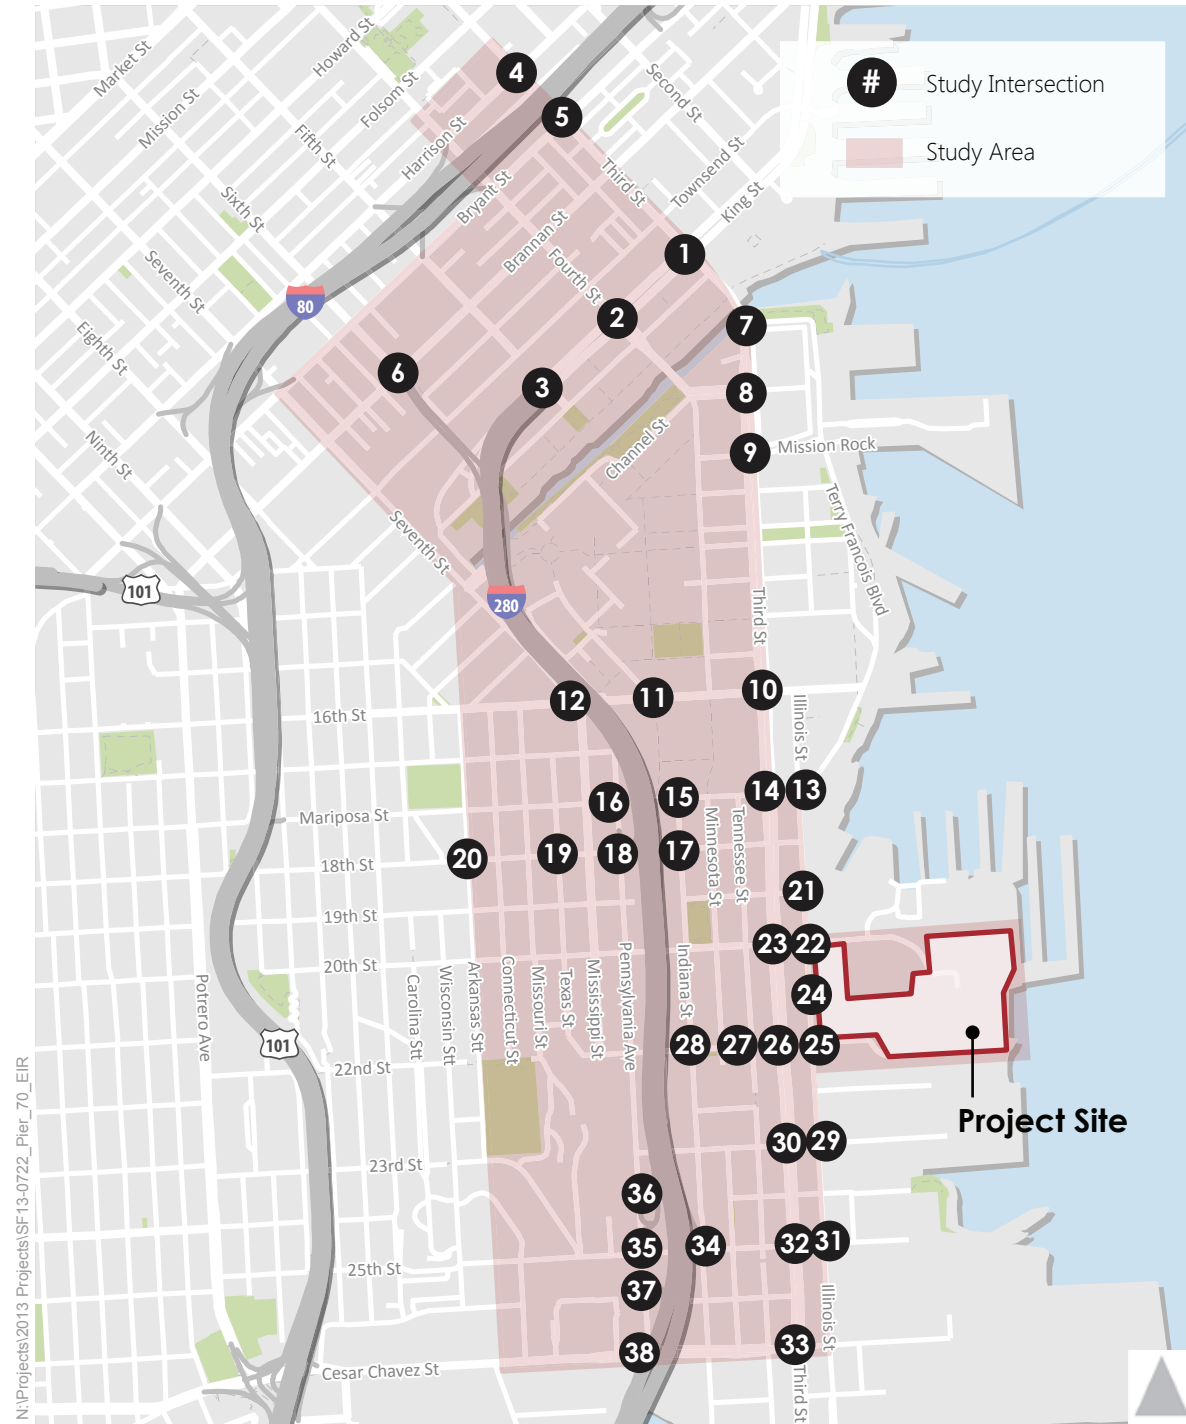 Market St
Howard St
Mission St
Folsom St
Fifth St
Harrison St
Second St
#
Study Intersection
Study Area
4
5
Third St
Townsend St
King St
Bryant St
Sixth St
Brannan St
Fourth St
Seventh St
1
2
80
7
Eighth St
6
3
8
Channel St
9
Mission Rock
Ninth St
Terry Francois Blvd
Seventh St
101
280
Third St
10
11
12
16th St
Illinois St
13
14
15
16
Mariposa St
Minnesota St
Tennessee St
20
19
18
17
18th St
21
19th St
23
22
20th St
Potrero Ave
Carolina Stt
Wisconsin Stt
Arkansas Stt
Connecticut St
Missouri St
Texas St
Mississippi St
Pennsylvania Ave
Indiana St
24
101
28
27
26
25
22nd St
Project Site
30
29
23rd St
36
35
34
32
31
25th St
37
Illinois St
33
38
Cesar Chavez St
Third St
N:\Projects\2013 Projects\SF13-0722_Pier_70_EIR